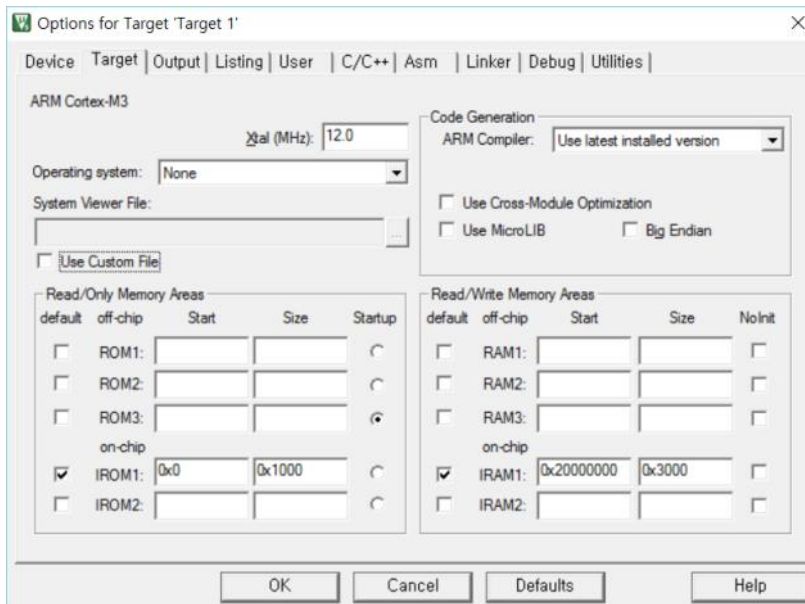 Options for Target 'Target 1'
Device Target Output Listing User C/C++ Asm Linker Debug Utilities
ARM Cortex-M3
Xtal (MHz): 12.0
Operating system: None
System Viewer File:
...
Use Custom File
Code Generation
ARM Compiler: Use latest installed version
Use Cross-Module Optimization
Use MicroLIB Big Endian
Read/Only Memory Areas
default off-chip Start Size Startup
ROM1:
ROM2:
ROM3:
on-chip
IROM1: 0x0 0x1000
IROM2:
Read/Write Memory Areas
default off-chip Start Size NoInit
RAM1:
RAM2:
RAM3:
on-chip
IRAM1: 0x20000000 0x3000
IRAM2:
OK Cancel Defaults Help